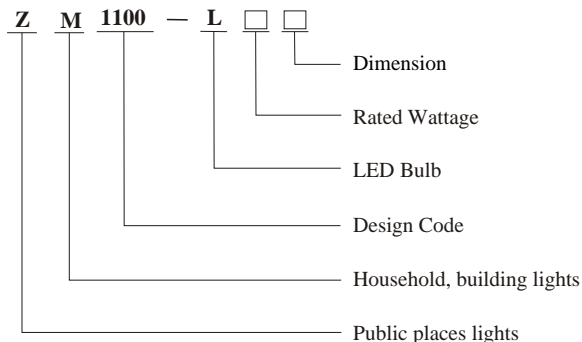 Z M 1100 — L □ □
Dimension
Rated Wattage
LED Bulb
Design Code
Household, building lights
Public places lights